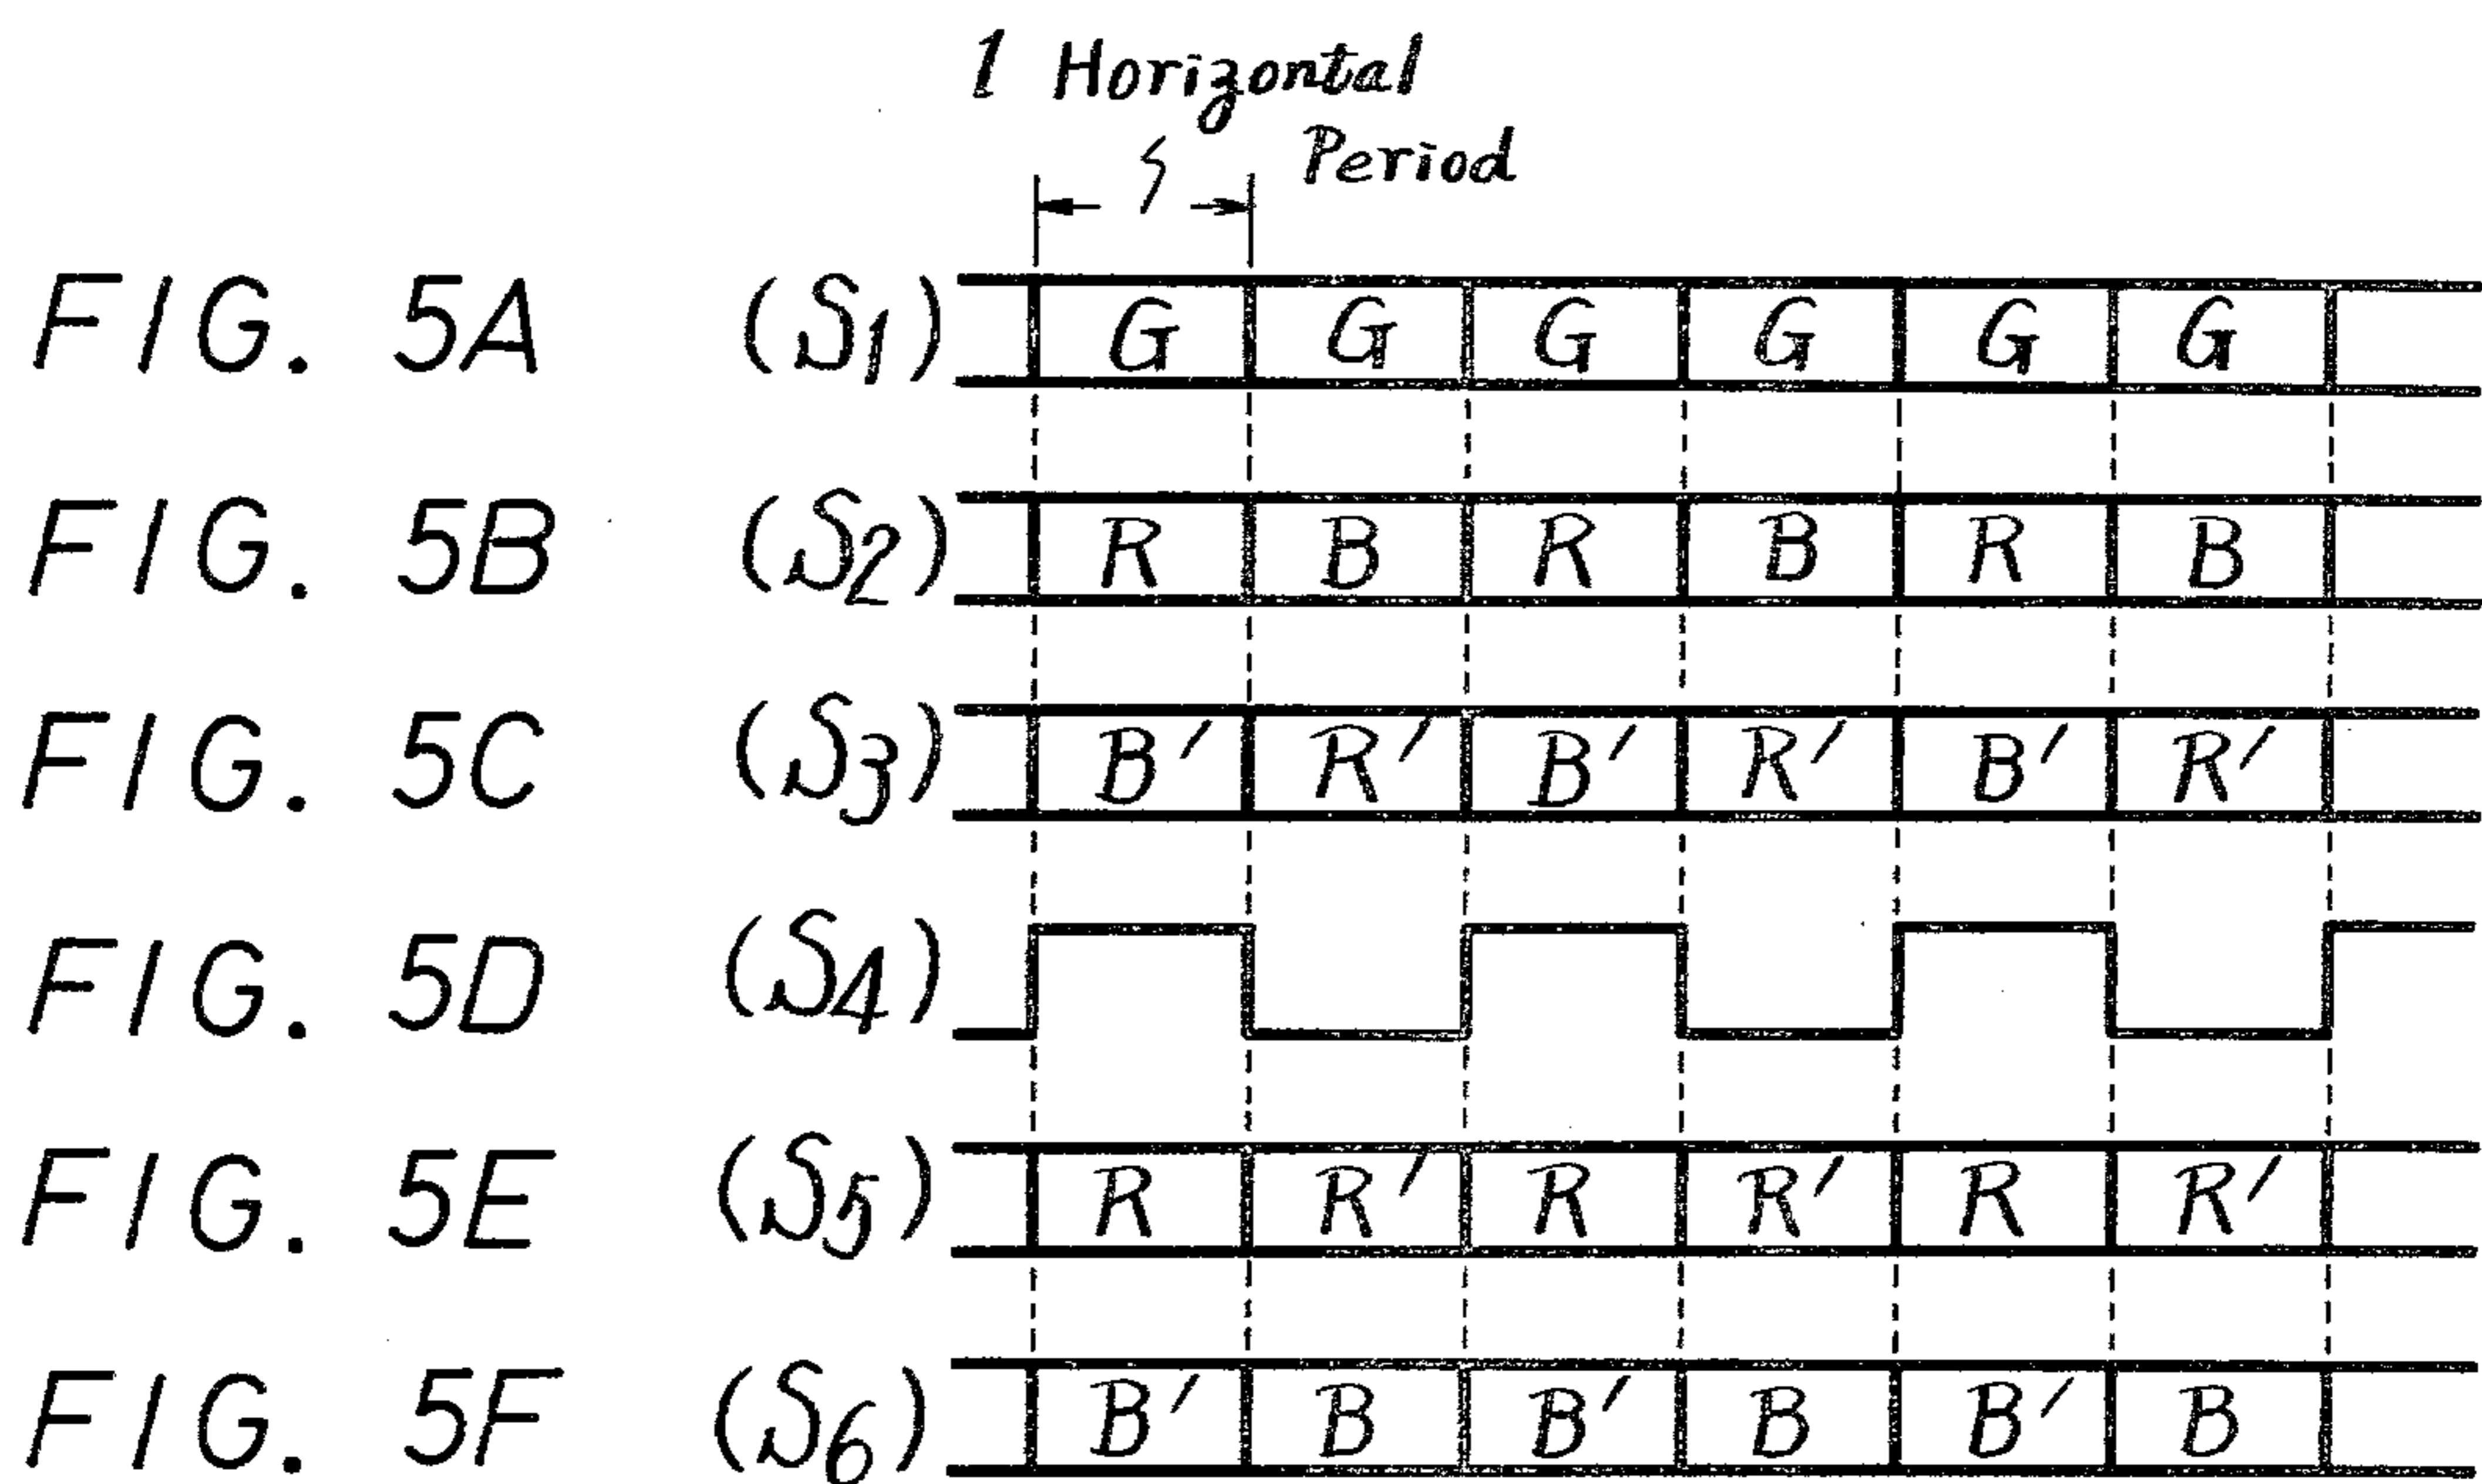 1 Horizontal
Period
FIG. 5A (S1) G G G G G G
FIG. 5B (S2) R B R B R B
FIG. 5C (S3) B' R' B' R' B' R'
FIG. 5D (S4)
FIG. 5E (S5) R R' R R' R R'
FIG. 5F (S6) B' B B' B B' B